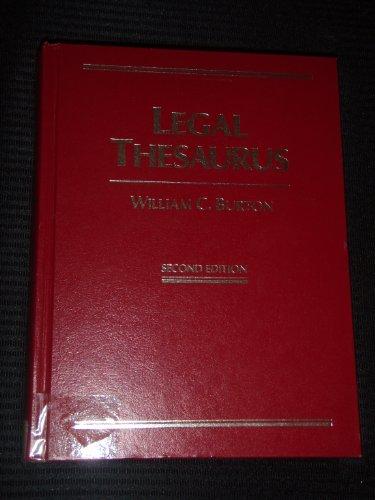 LEGAL
THESAURUS
WILLIAM C. BURTON
SECOND EDITION